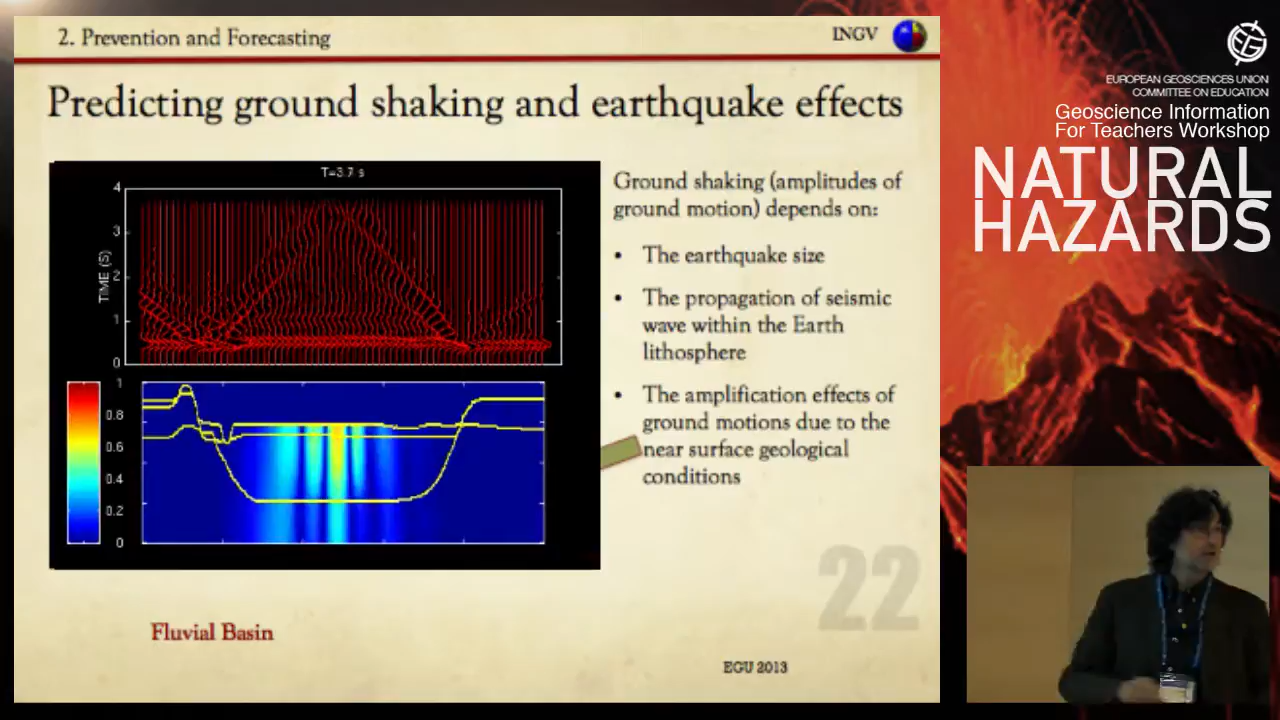 2. Prevention and Forecasting
INGV
Predicting ground shaking and earthquake effects
T=3.7 s
4
3
2
1
0
TIME (S)
1
0.8
0.6
0.4
0.2
0
Fluvial Basin
Ground shaking (amplitudes of
ground motion) depends on:
• The earthquake size
• The propagation of seismic
wave within the Earth
lithosphere
• The amplification effects of
ground motions due to the
near surface geological
conditions
22
EGU 2013
EUROPEAN GEOSCIENCES UNION
COMMITTEE ON EDUCATION
Geoscience Information
For Teachers Workshop
NATURAL
HAZARDS